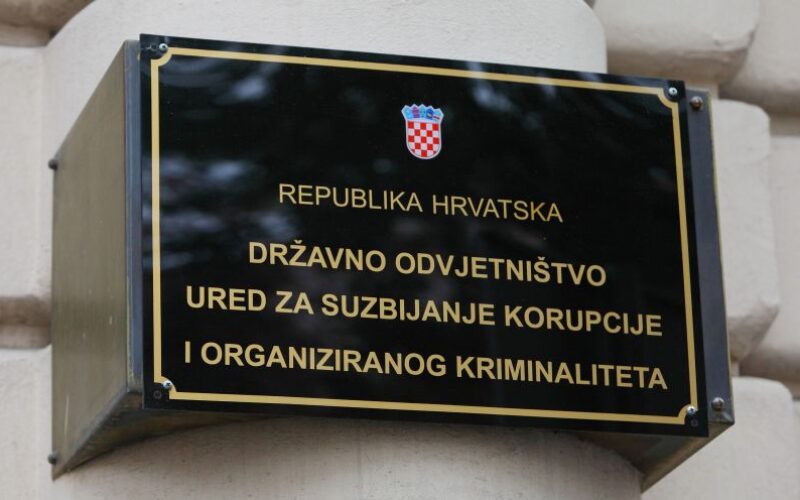 REPUBLIKA HRVATSKA
DRŽAVNO ODVJETNIŠTVO
URED ZA SUZBIJANJE KORUPCIJE
I ORGANIZIRANOG KRIMINALITETA